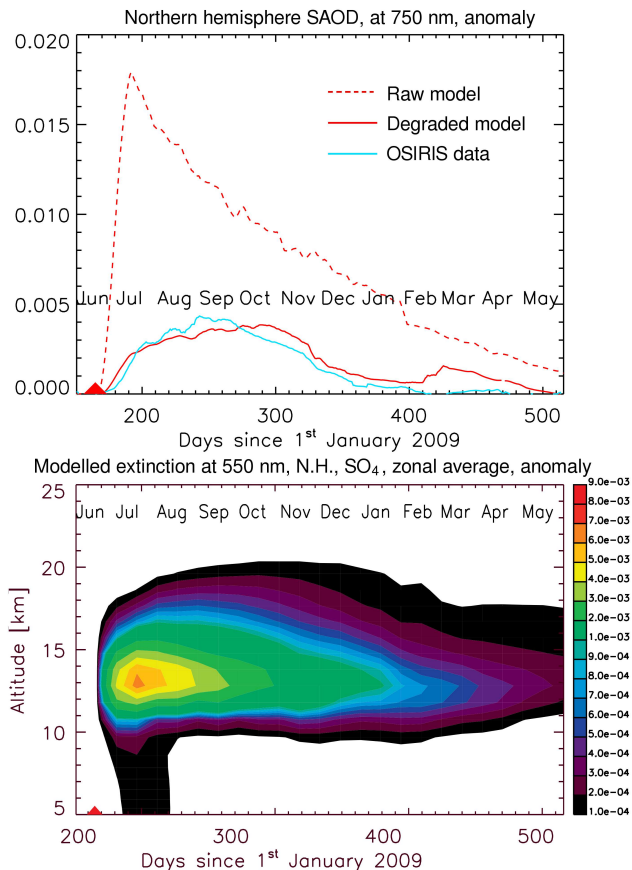 Northern hemisphere SAOD, at 750 nm, anomaly
0.020
0.015
0.010
0.005
0.000
Raw model
Degraded model
OSIRIS data
Jun Jul Aug Sep Oct Nov Dec Jan Feb Mar Apr May
200 300 400 500
Days since 1st January 2009
Modelled extinction at 550 nm, N.H., SO4, zonal average, anomaly
25
20
15
10
5
Altitude [km]
Jun Jul Aug Sep Oct Nov Dec Jan Feb Mar Apr May
200 300 400 500
Days since 1st January 2009
9.0e-03
8.0e-03
7.0e-03
6.0e-03
5.0e-03
4.0e-03
3.0e-03
2.0e-03
1.0e-03
9.0e-04
8.0e-04
7.0e-04
6.0e-04
5.0e-04
4.0e-04
3.0e-04
2.0e-04
1.0e-04